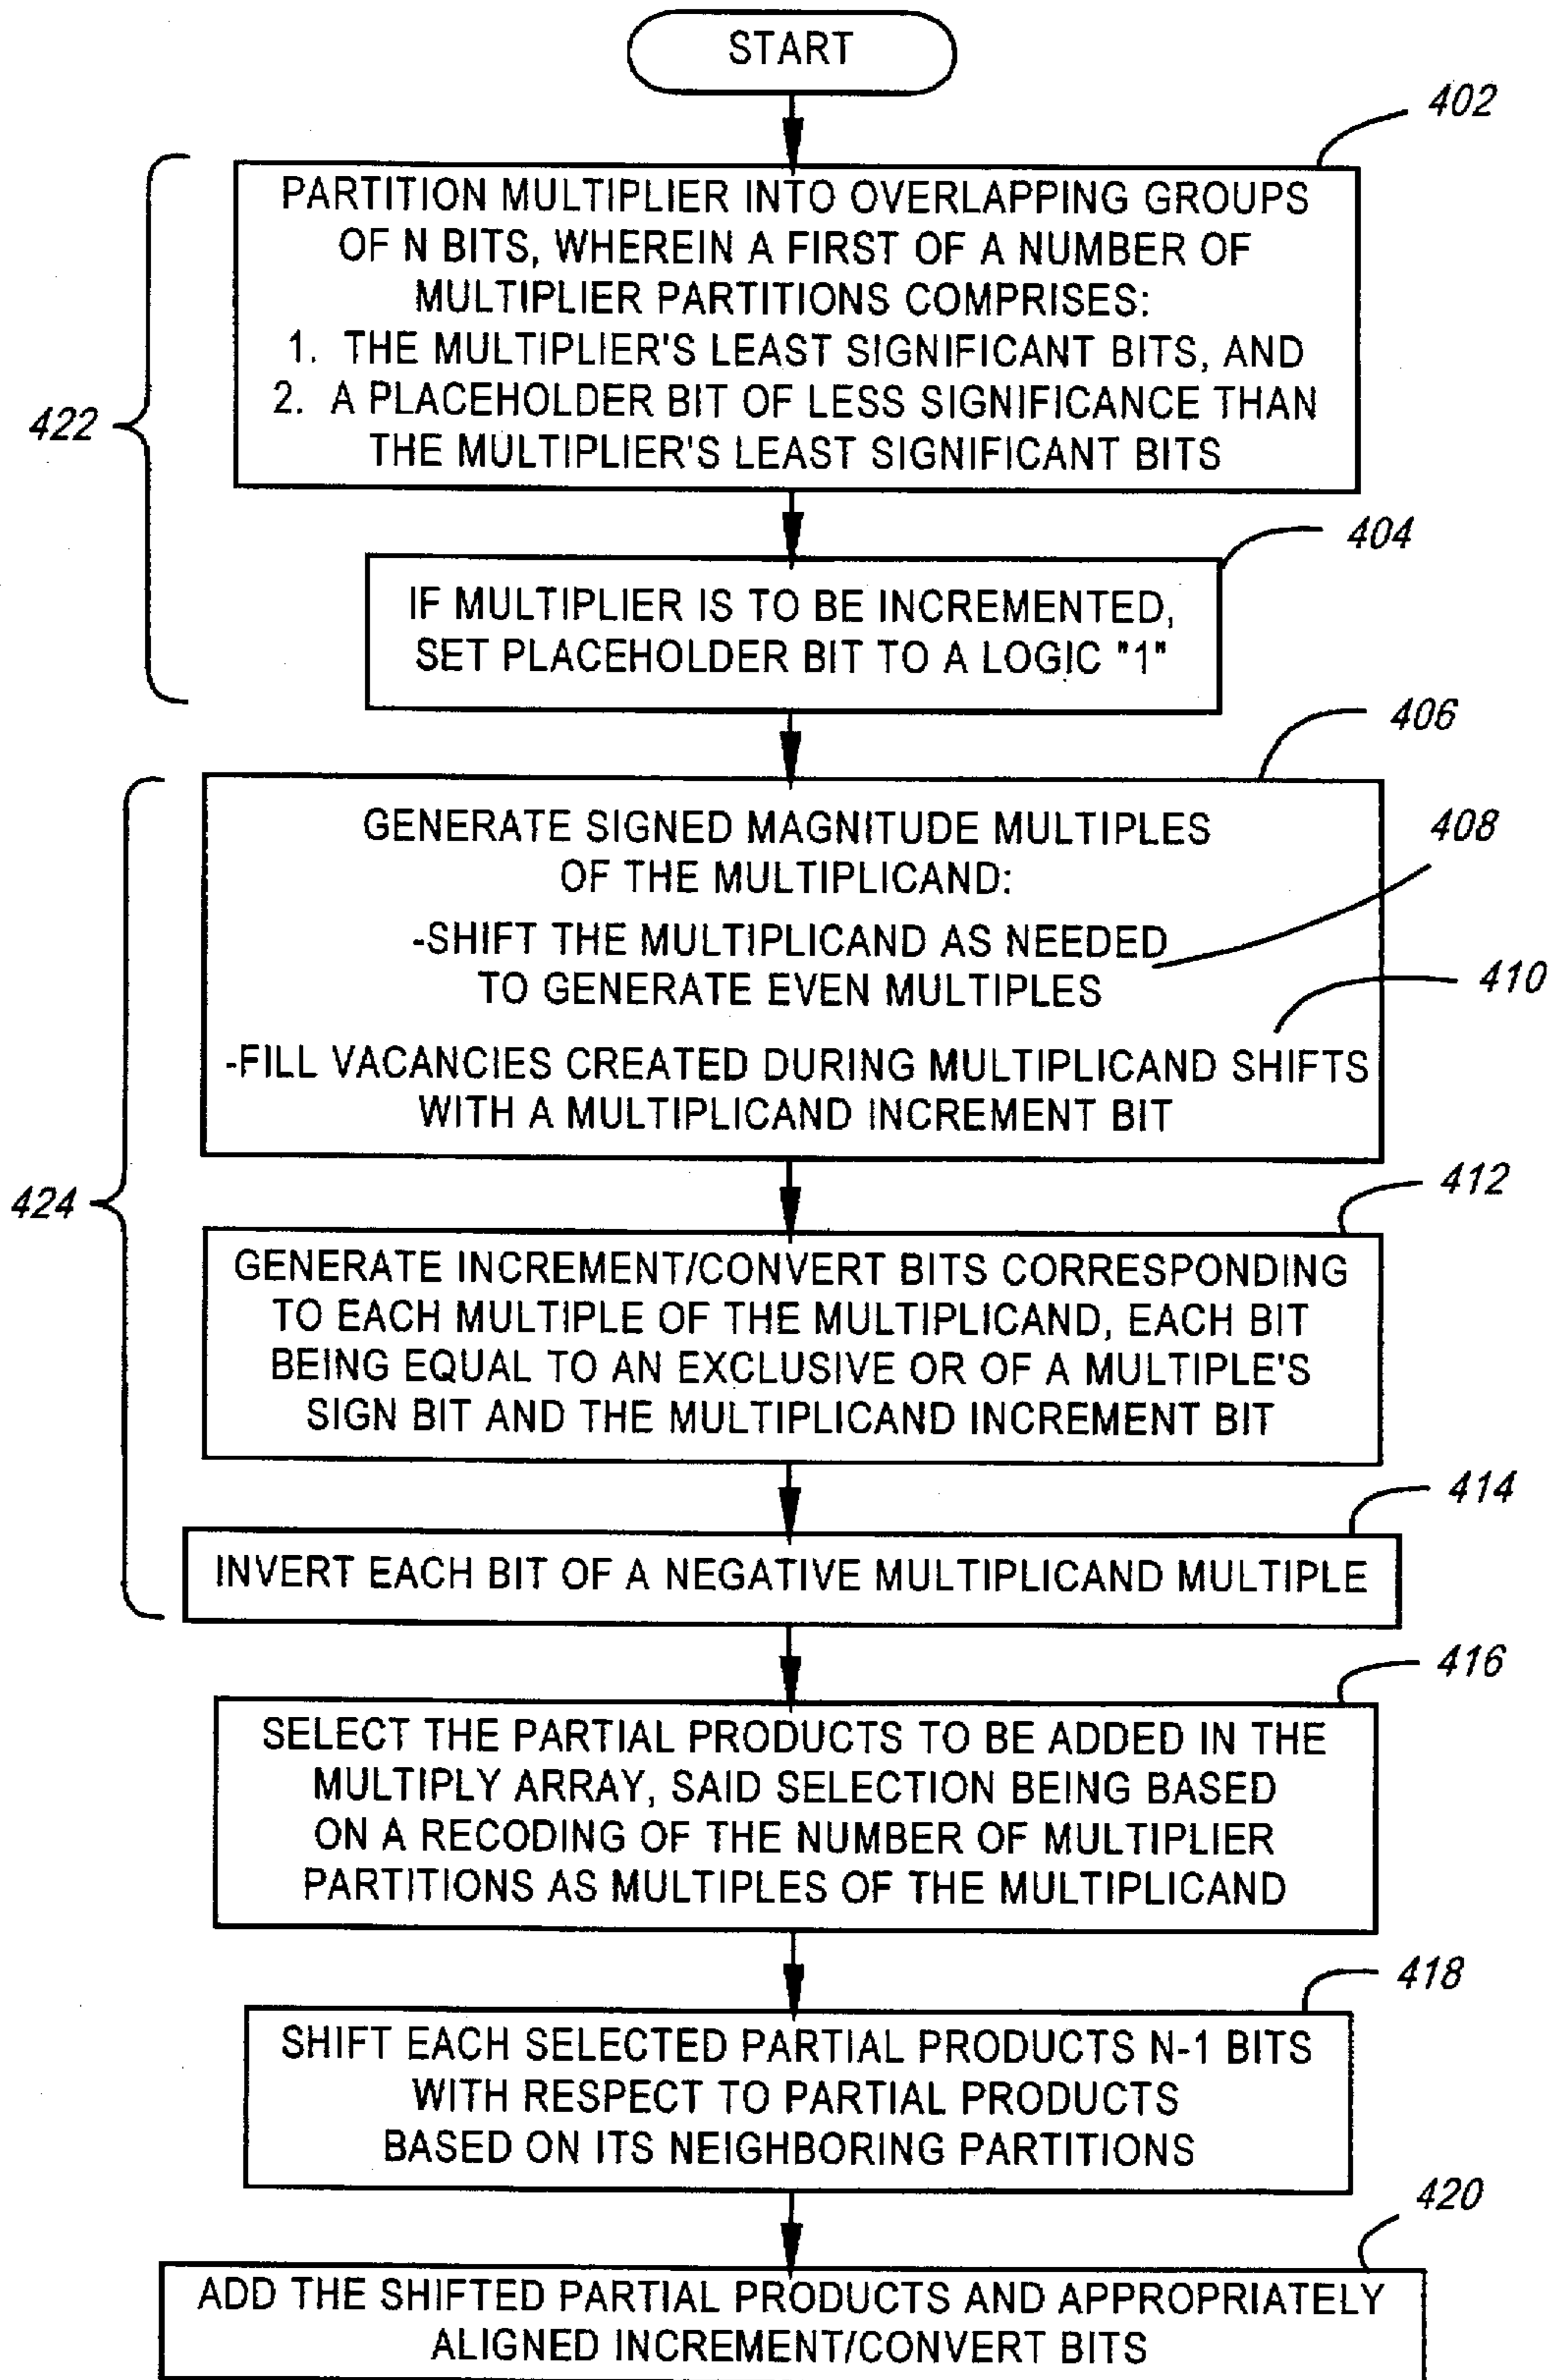 START
402
PARTITION MULTIPLIER INTO OVERLAPPING GROUPS
OF N BITS, WHEREIN A FIRST OF A NUMBER OF
MULTIPLIER PARTITIONS COMPRISES:
1. THE MULTIPLIER'S LEAST SIGNIFICANT BITS, AND
2. A PLACEHOLDER BIT OF LESS SIGNIFICANCE THAN
THE MULTIPLIER'S LEAST SIGNIFICANT BITS
422
404
IF MULTIPLIER IS TO BE INCREMENTED,
SET PLACEHOLDER BIT TO A LOGIC "1"
406
GENERATE SIGNED MAGNITUDE MULTIPLES
OF THE MULTIPLICAND:
408
-SHIFT THE MULTIPLICAND AS NEEDED
TO GENERATE EVEN MULTIPLES
410
-FILL VACANCIES CREATED DURING MULTIPLICAND SHIFTS
WITH A MULTIPLICAND INCREMENT BIT
424
412
GENERATE INCREMENT/CONVERT BITS CORRESPONDING
TO EACH MULTIPLE OF THE MULTIPLICAND, EACH BIT
BEING EQUAL TO AN EXCLUSIVE OR OF A MULTIPLE'S
SIGN BIT AND THE MULTIPLICAND INCREMENT BIT
414
INVERT EACH BIT OF A NEGATIVE MULTIPLICAND MULTIPLE
416
SELECT THE PARTIAL PRODUCTS TO BE ADDED IN THE
MULTIPLY ARRAY, SAID SELECTION BEING BASED
ON A RECODING OF THE NUMBER OF MULTIPLIER
PARTITIONS AS MULTIPLES OF THE MULTIPLICAND
418
SHIFT EACH SELECTED PARTIAL PRODUCTS N-1 BITS
WITH RESPECT TO PARTIAL PRODUCTS
BASED ON ITS NEIGHBORING PARTITIONS
420
ADD THE SHIFTED PARTIAL PRODUCTS AND APPROPRIATELY
ALIGNED INCREMENT/CONVERT BITS